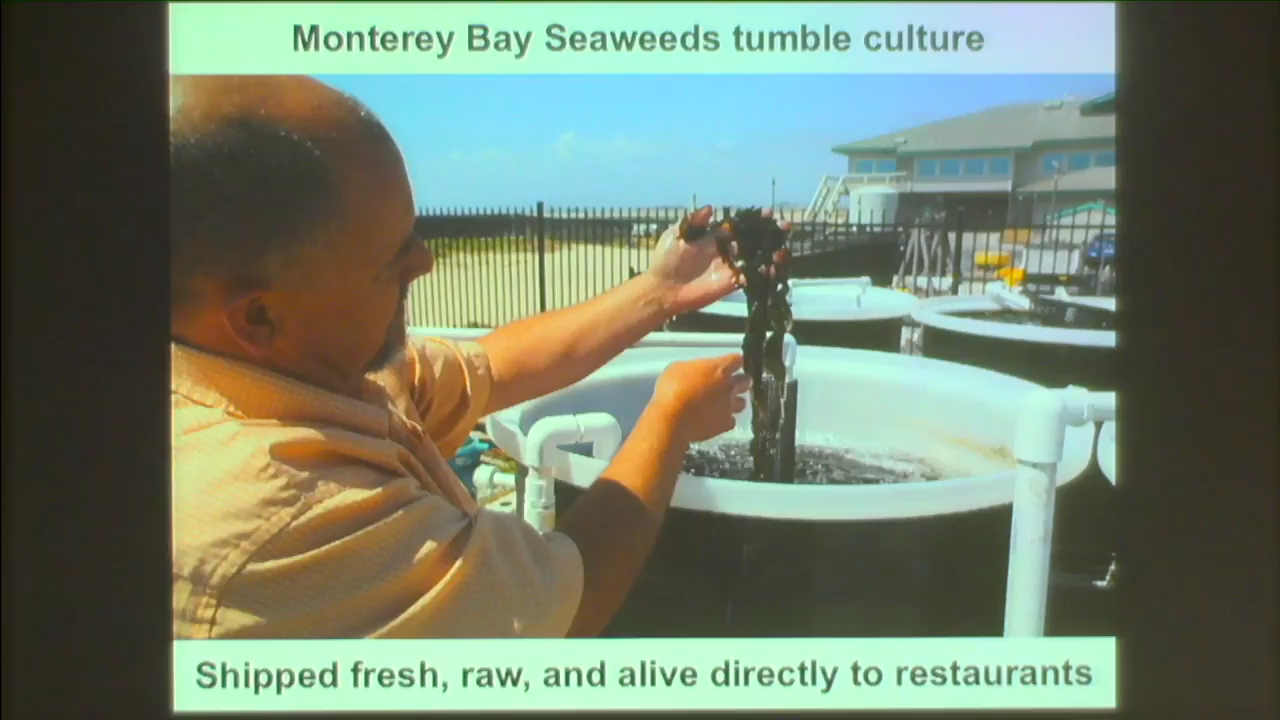 Monterey Bay Seaweeds tumble culture
Shipped fresh, raw, and alive directly to restaurants